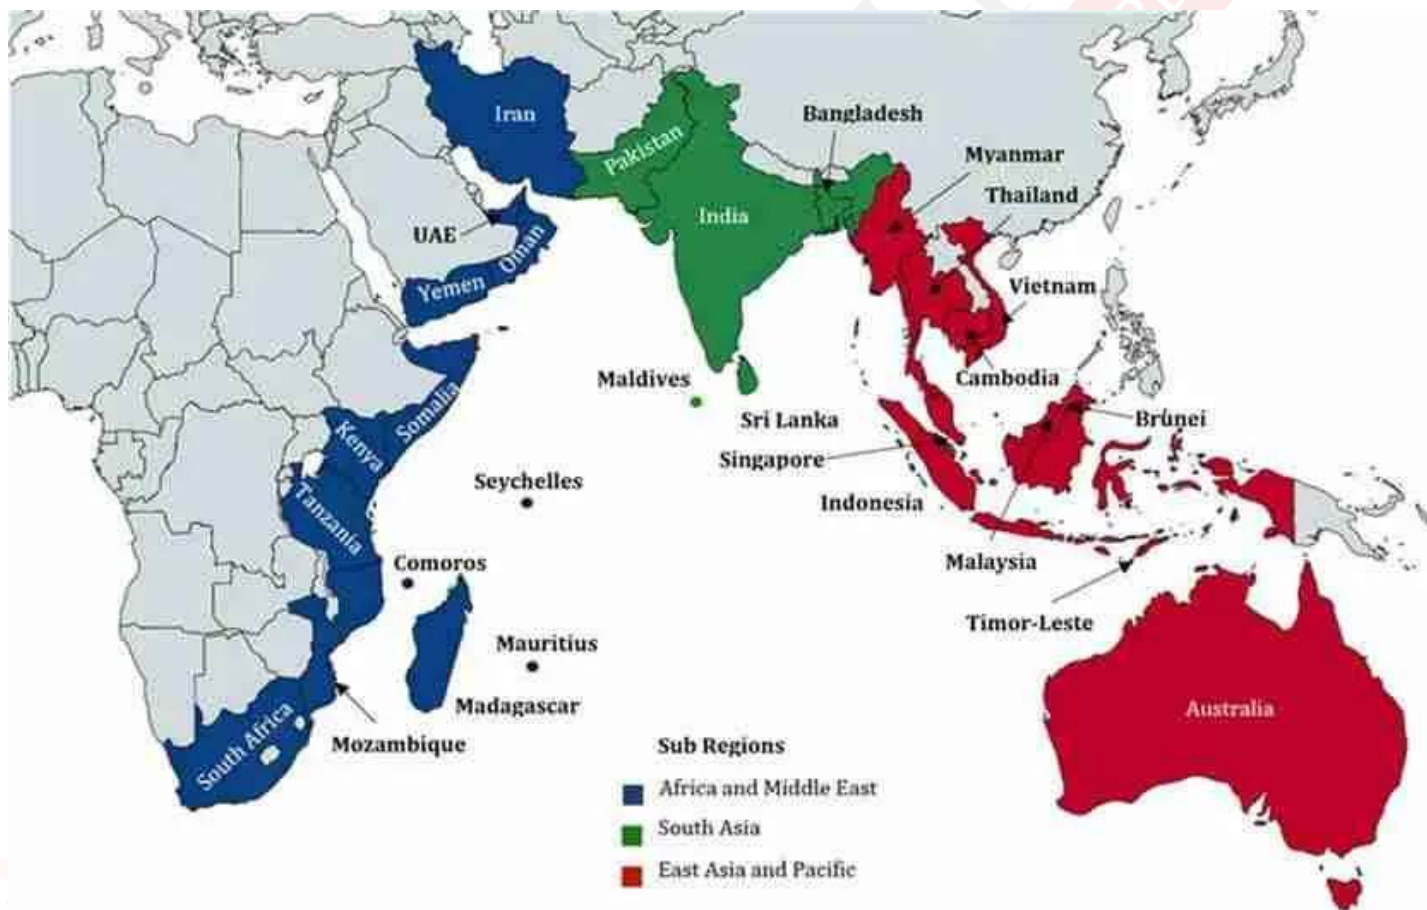 Iran
Pakistan
Bangladesh
Myanmar
Thailand
India
UAE
Oman
Yemen
Vietnam
Maldives
Cambodia
Somalia
Sri Lanka
Brunei
Kenya
Singapore
Seychelles
Indonesia
Tanzania
Comoros
Malaysia
Timor-Leste
Mauritius
Madagascar
Australia
South Africa
Mozambique
Sub Regions
Africa and Middle East
South Asia
East Asia and Pacific